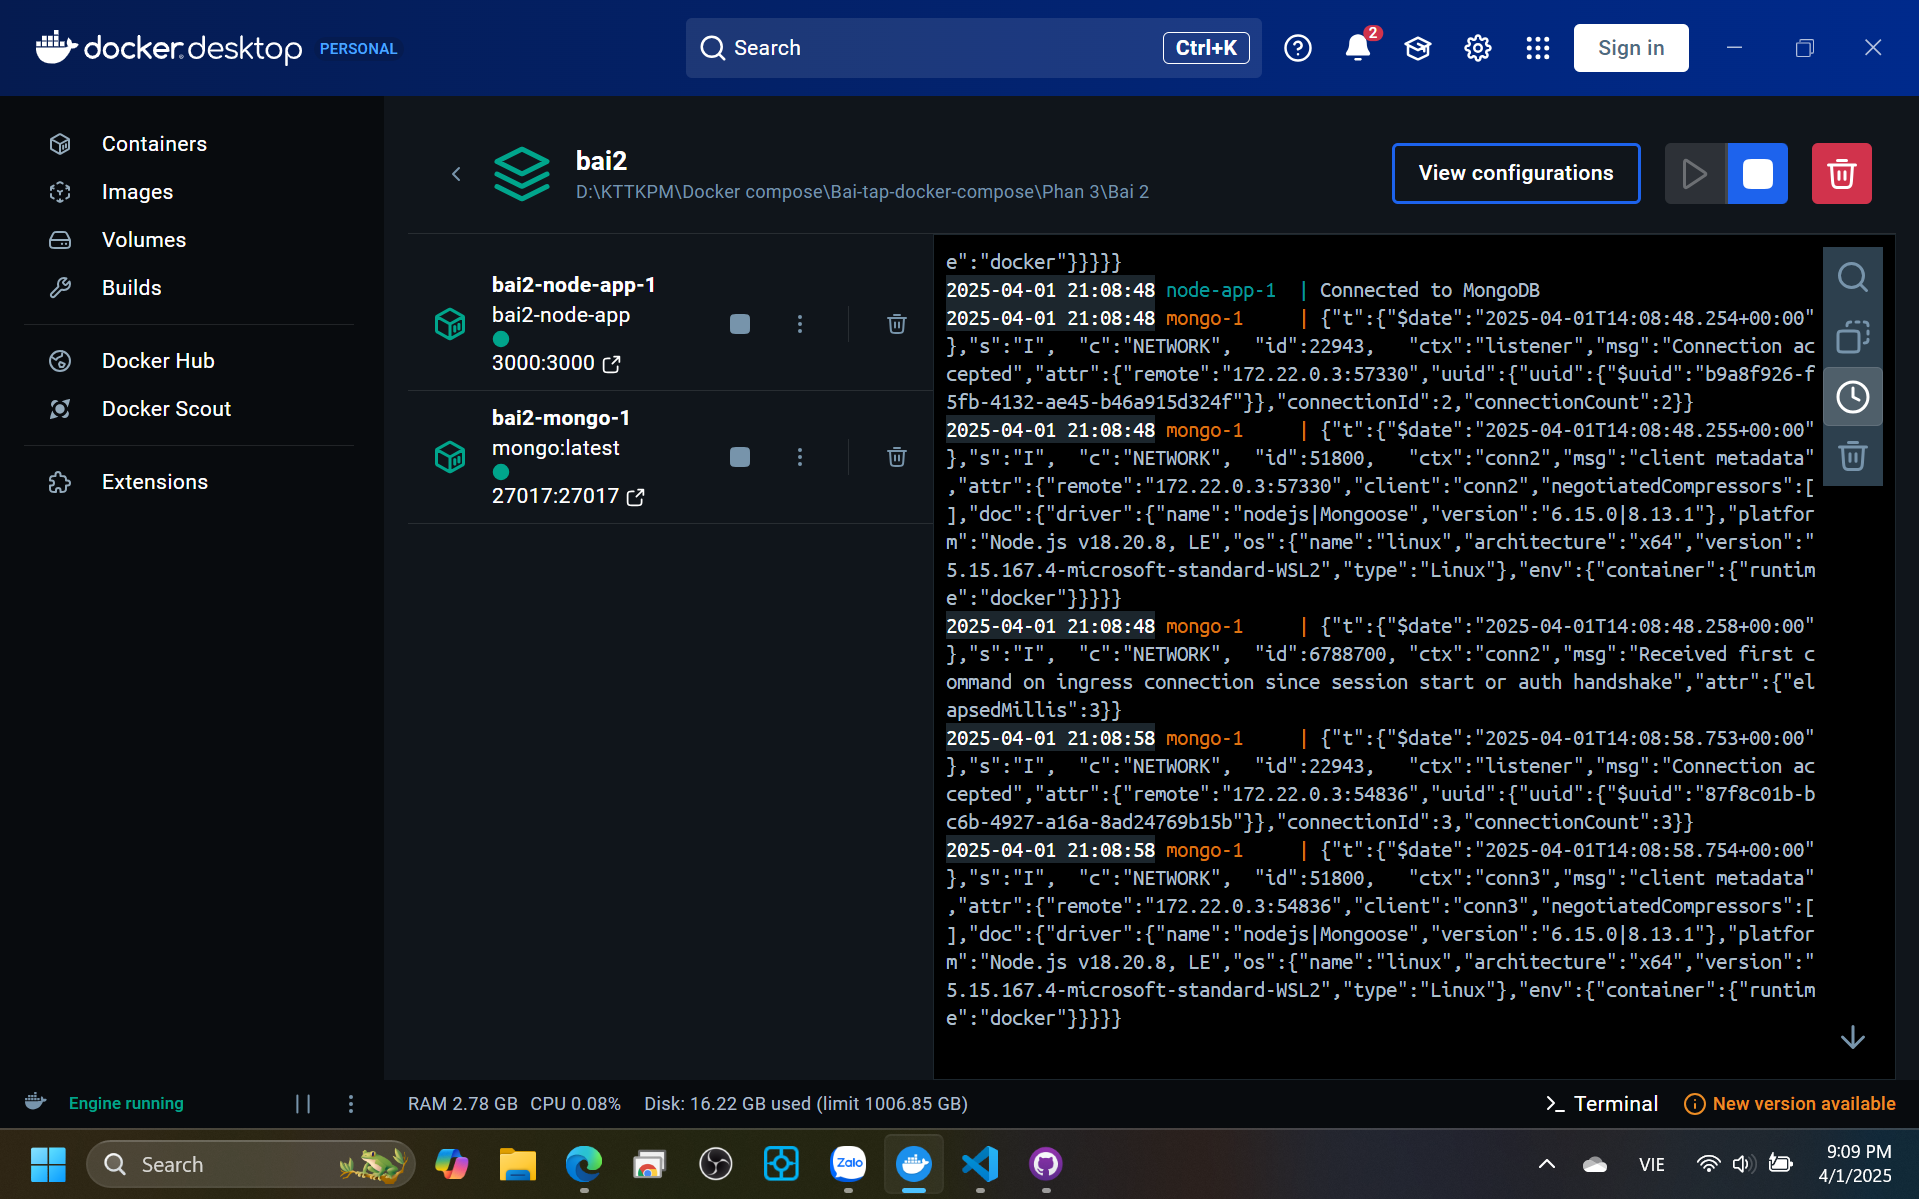 docker desktop PERSONAL
Search
Ctrl+K
2
Sign in
Containers
Images
Volumes
Builds
Docker Hub
Docker Scout
Extensions
bai2
D:\KTTKPM\Docker compose\Bai-tap-docker-compose\Phan 3\Bai 2
View configurations
bai2-node-app-1
bai2-node-app
3000:3000
bai2-mongo-1
mongo:latest
27017:27017
e":"docker"}}}}}
2025-04-01 21:08:48 node-app-1  | Connected to MongoDB
2025-04-01 21:08:48 mongo-1     | {"t":{"$date":"2025-04-01T14:08:48.254+00:00"
},"s":"I",  "c":"NETWORK",  "id":22943,   "ctx":"listener","msg":"Connection ac
cepted","attr":{"remote":"172.22.0.3:57330","uuid":{"uuid":{"$uuid":"b9a8f926-f
5fb-4132-ae45-b46a915d324f"}},"connectionId":2,"connectionCount":2}}
2025-04-01 21:08:48 mongo-1     | {"t":{"$date":"2025-04-01T14:08:48.255+00:00"
},"s":"I",  "c":"NETWORK",  "id":51800,   "ctx":"conn2","msg":"client metadata"
,"attr":{"remote":"172.22.0.3:57330","client":"conn2","negotiatedCompressors":[
],"doc":{"driver":{"name":"nodejs|Mongoose","version":"6.15.0|8.13.1"},"platfor
m":"Node.js v18.20.8, LE","os":{"name":"linux","architecture":"x64","version":"
5.15.167.4-microsoft-standard-WSL2","type":"Linux"},"env":{"container":{"runtim
e":"docker"}}}}}
2025-04-01 21:08:48 mongo-1     | {"t":{"$date":"2025-04-01T14:08:48.258+00:00"
},"s":"I",  "c":"NETWORK",  "id":6788700, "ctx":"conn2","msg":"Received first c
ommand on ingress connection since session start or auth handshake","attr":{"el
apsedMillis":3}}
2025-04-01 21:08:58 mongo-1     | {"t":{"$date":"2025-04-01T14:08:58.753+00:00"
},"s":"I",  "c":"NETWORK",  "id":22943,   "ctx":"listener","msg":"Connection ac
cepted","attr":{"remote":"172.22.0.3:54836","uuid":{"uuid":{"$uuid":"87f8c01b-b
c6b-4927-a16a-8ad24769b15b"}},"connectionId":3,"connectionCount":3}}
2025-04-01 21:08:58 mongo-1     | {"t":{"$date":"2025-04-01T14:08:58.754+00:00"
},"s":"I",  "c":"NETWORK",  "id":51800,   "ctx":"conn3","msg":"client metadata"
,"attr":{"remote":"172.22.0.3:54836","client":"conn3","negotiatedCompressors":[
],"doc":{"driver":{"name":"nodejs|Mongoose","version":"6.15.0|8.13.1"},"platfor
m":"Node.js v18.20.8, LE","os":{"name":"linux","architecture":"x64","version":"
5.15.167.4-microsoft-standard-WSL2","type":"Linux"},"env":{"container":{"runtim
e":"docker"}}}}}
Engine running
RAM 2.78 GB CPU 0.08% Disk: 16.22 GB used (limit 1006.85 GB)
Terminal
New version available
Search
Zalo
VIE
9:09 PM
4/1/2025